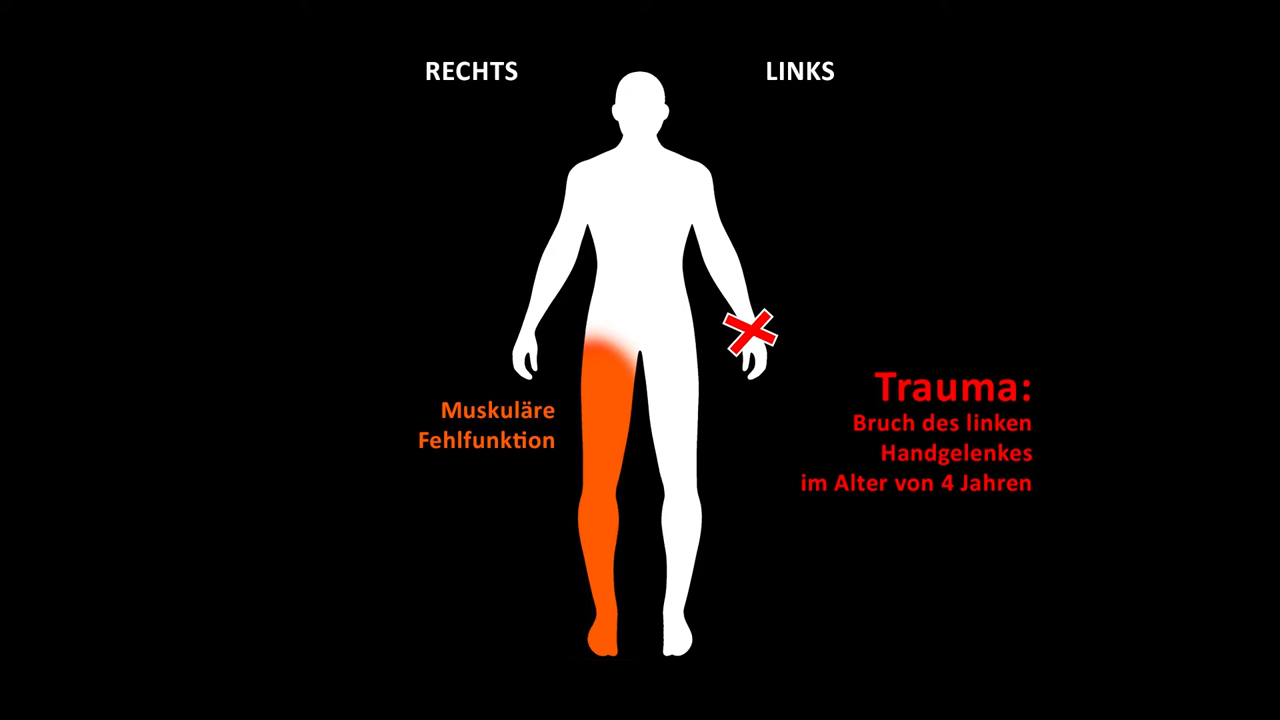 RECHTS
LINKS
Muskuläre
Fehlfunktion
Trauma:
Bruch des linken
Handgelenkes
im Alter von 4 Jahren